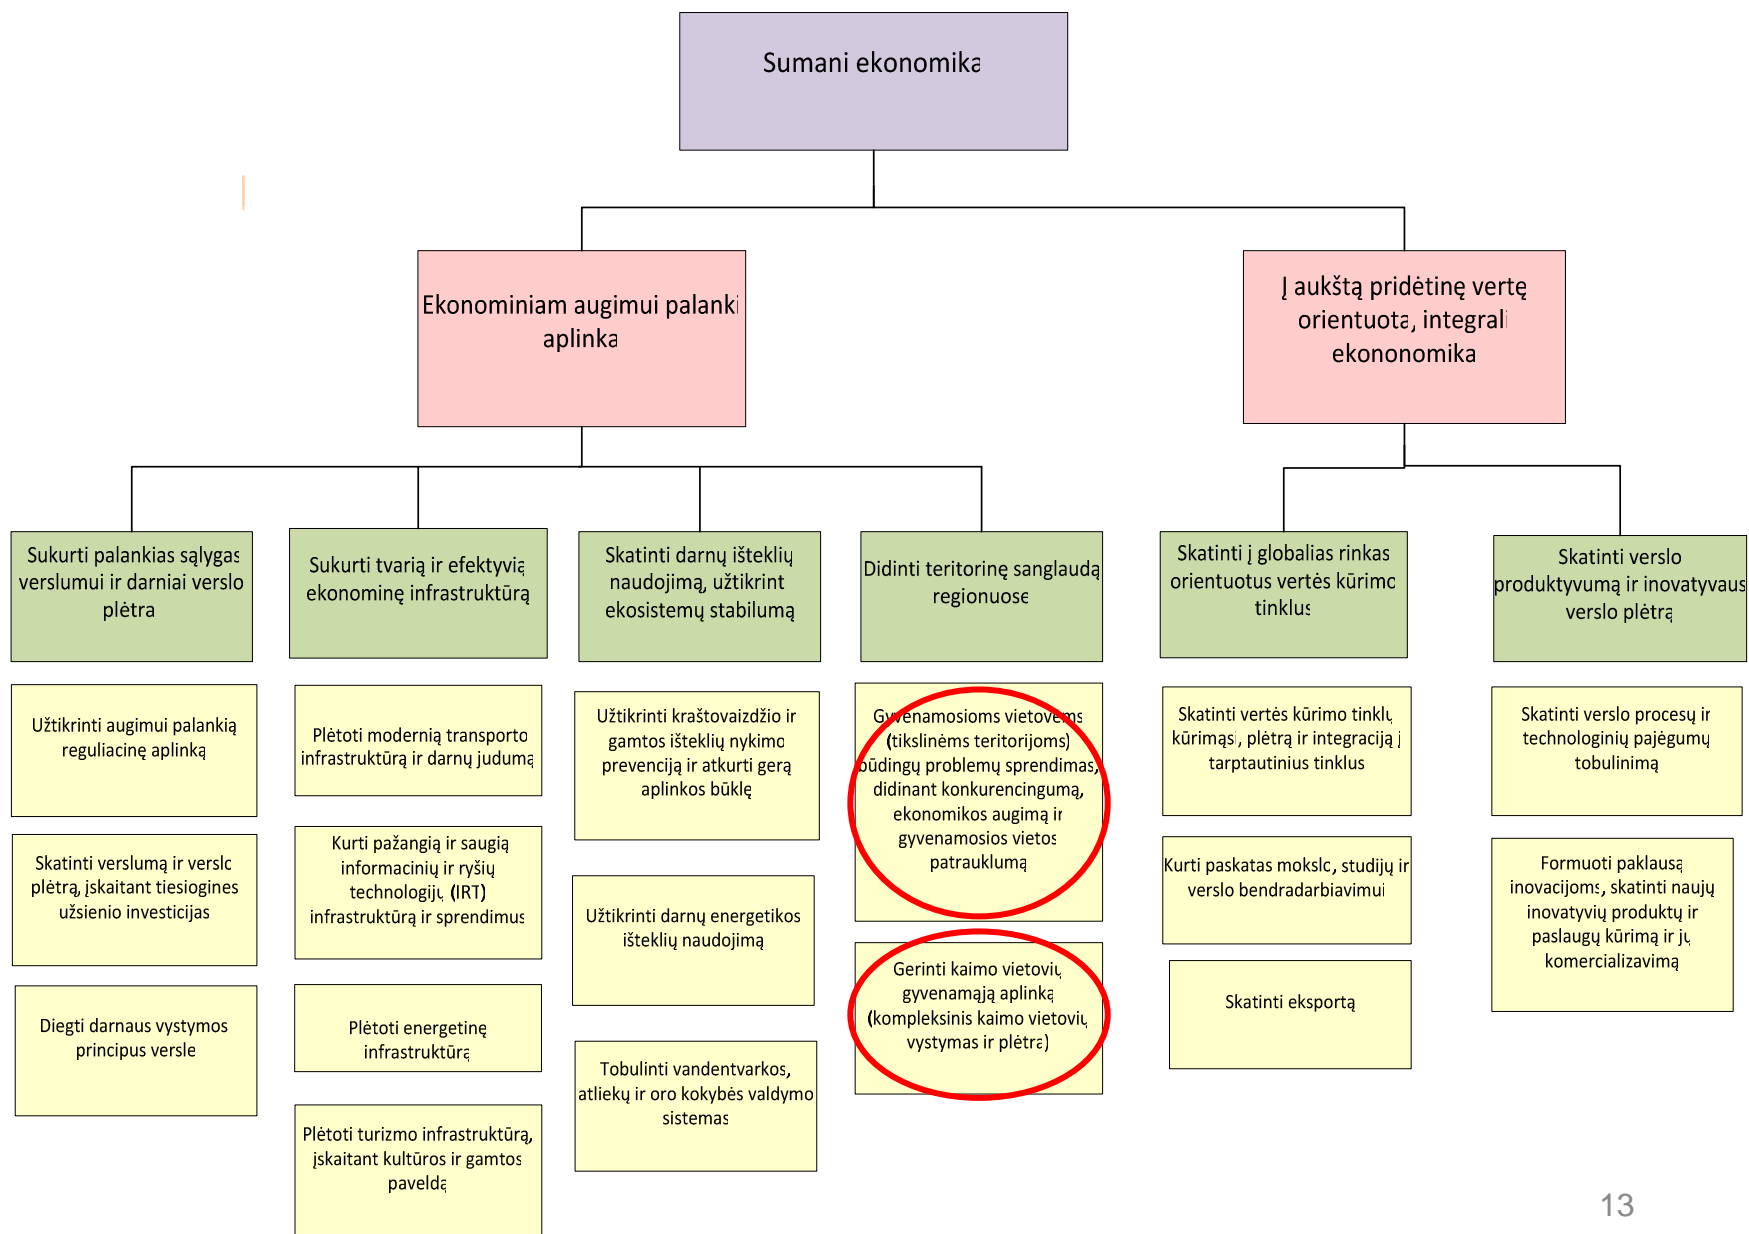 Sumani ekonomika
Ekonominiam augimui palanki
aplinka
Į aukštą pridėtinę vertę
orientuota, integrali
ekononomika
Sukurti palankias sąlygas
verslumui ir darniai verslo
plėtra
Sukurti tvarią ir efektyvią
ekonominę infrastruktūrą
Skatinti darnų išteklių
naudojimą, užtikrint
ekosistemų stabilumą
Didinti teritorinę sanglaudą
regionuose
Skatinti į globalias rinkas
orientuotus vertės kūrimo
tinklus
Skatinti verslo
produktyvumą ir inovatyvaus
verslo plėtrą
Užtikrinti augimui palankią
reguliacinę aplinką
Skatinti verslumą ir verslo
plėtrą, įskaitant tiesiogines
užsienio investicijas
Diegti darnaus vystymos
principus versle
Plėtoti modernią transporto
infrastruktūrą ir darnų judumą
Kurti pažangią ir saugią
informacinių ir ryšių
technologijų (IRT)
infrastruktūrą ir sprendimus
Plėtoti energetinę
infrastruktūrą
Plėtoti turizmo infrastruktūrą,
įskaitant kultūros ir gamtos
paveldą
Užtikrinti kraštovaizdžio ir
gamtos išteklių nykimo
prevenciją ir atkurti gerą
aplinkos būklę
Užtikrinti darnų energetikos
išteklių naudojimą
Tobulinti vandentvarkos,
atliekų ir oro kokybės valdymo
sistemas
Gyvenamosioms vietovėms
(tikslinėms teritorijoms)
būdingų problemų sprendimas,
didinant konkurencingumą,
ekonomikos augimą ir
gyvenamosios vietos
patrauklumą
Gerinti kaimo vietovių
gyvenamąją aplinką
(kompleksinis kaimo vietovių
vystymas ir plėtra)
Skatinti vertės kūrimo tinklų
kūrimąsi, plėtrą ir integraciją į
tarptautinius tinklus
Kurti paskatas mokslo, studijų ir
verslo bendradarbiavimui
Skatinti eksportą
Skatinti verslo procesų ir
technologinių pajėgumų
tobulinimą
Formuoti paklausą
inovacijoms, skatinti naujų
inovatyvių produktų ir
paslaugų kūrimą ir jų
komercializavimą
13